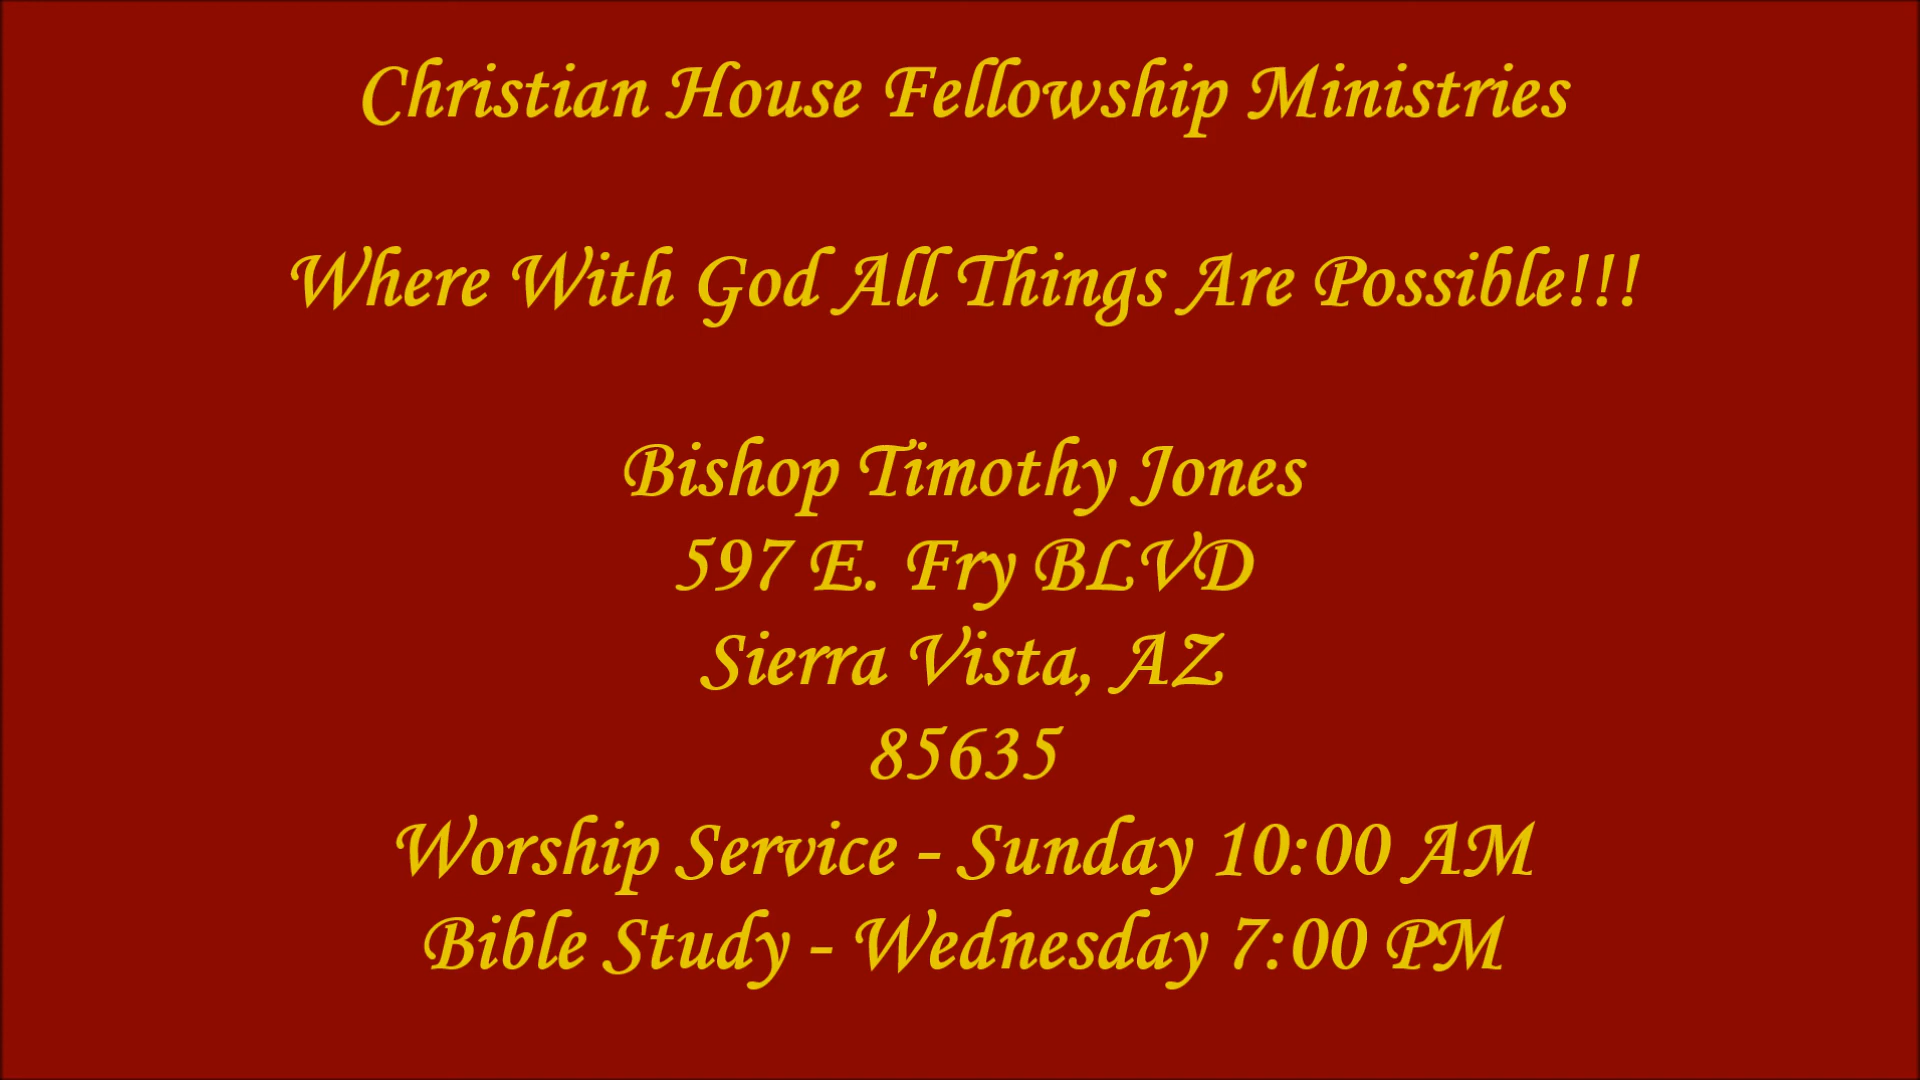 Christian House Fellowship Ministries
Where With God All Things Are Possible!!!
Bishop Timothy Jones
597 E. Fry BLVD
Sierra Vista, AZ
85635
Worship Service - Sunday 10:00 AM
Bible Study - Wednesday 7:00 PM